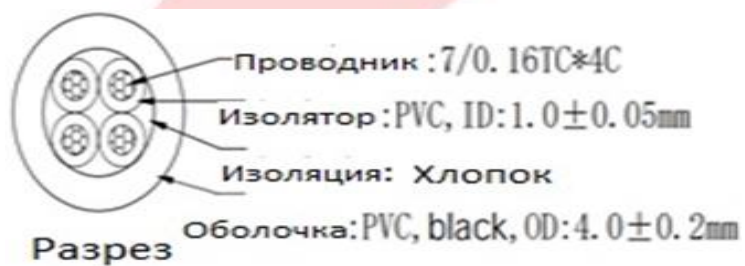 Проводник:7/0.16TC*4C
Изолятор:PVC, ID:1.0±0.05mm
Изоляция: Хлопок
Оболочка:PVC, black, OD:4.0±0.2mm
Разрез